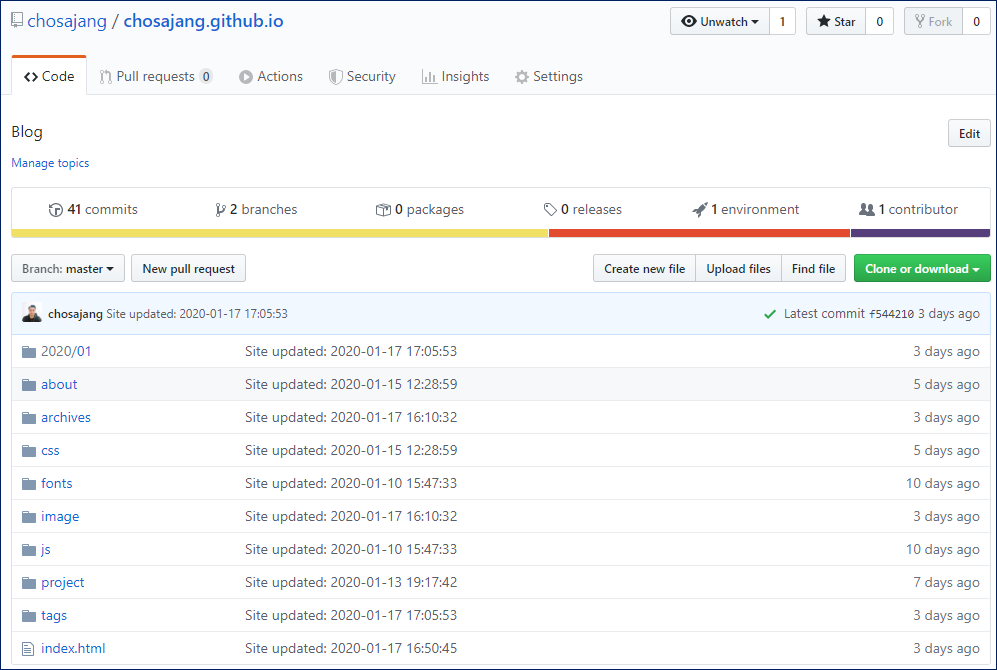 chosajang / chosajang.github.io Unwatch 1 Star 0 Fork 0
Code Pull requests 0 Actions Security Insights Settings
Blog Edit
Manage topics
41 commits 2 branches 0 packages 0 releases 1 environment 1 contributor
Branch: master New pull request Create new file Upload files Find file Clone or download
chosajang Site updated: 2020-01-17 17:05:53 Latest commit f544210 3 days ago
2020/01 Site updated: 2020-01-17 17:05:53 3 days ago
about Site updated: 2020-01-15 12:28:59 5 days ago
archives Site updated: 2020-01-17 16:10:32 3 days ago
css Site updated: 2020-01-15 12:28:59 5 days ago
fonts Site updated: 2020-01-10 15:47:33 10 days ago
image Site updated: 2020-01-17 16:10:32 3 days ago
js Site updated: 2020-01-10 15:47:33 10 days ago
project Site updated: 2020-01-13 19:17:42 7 days ago
tags Site updated: 2020-01-17 17:05:53 3 days ago
index.html Site updated: 2020-01-17 16:50:45 3 days ago